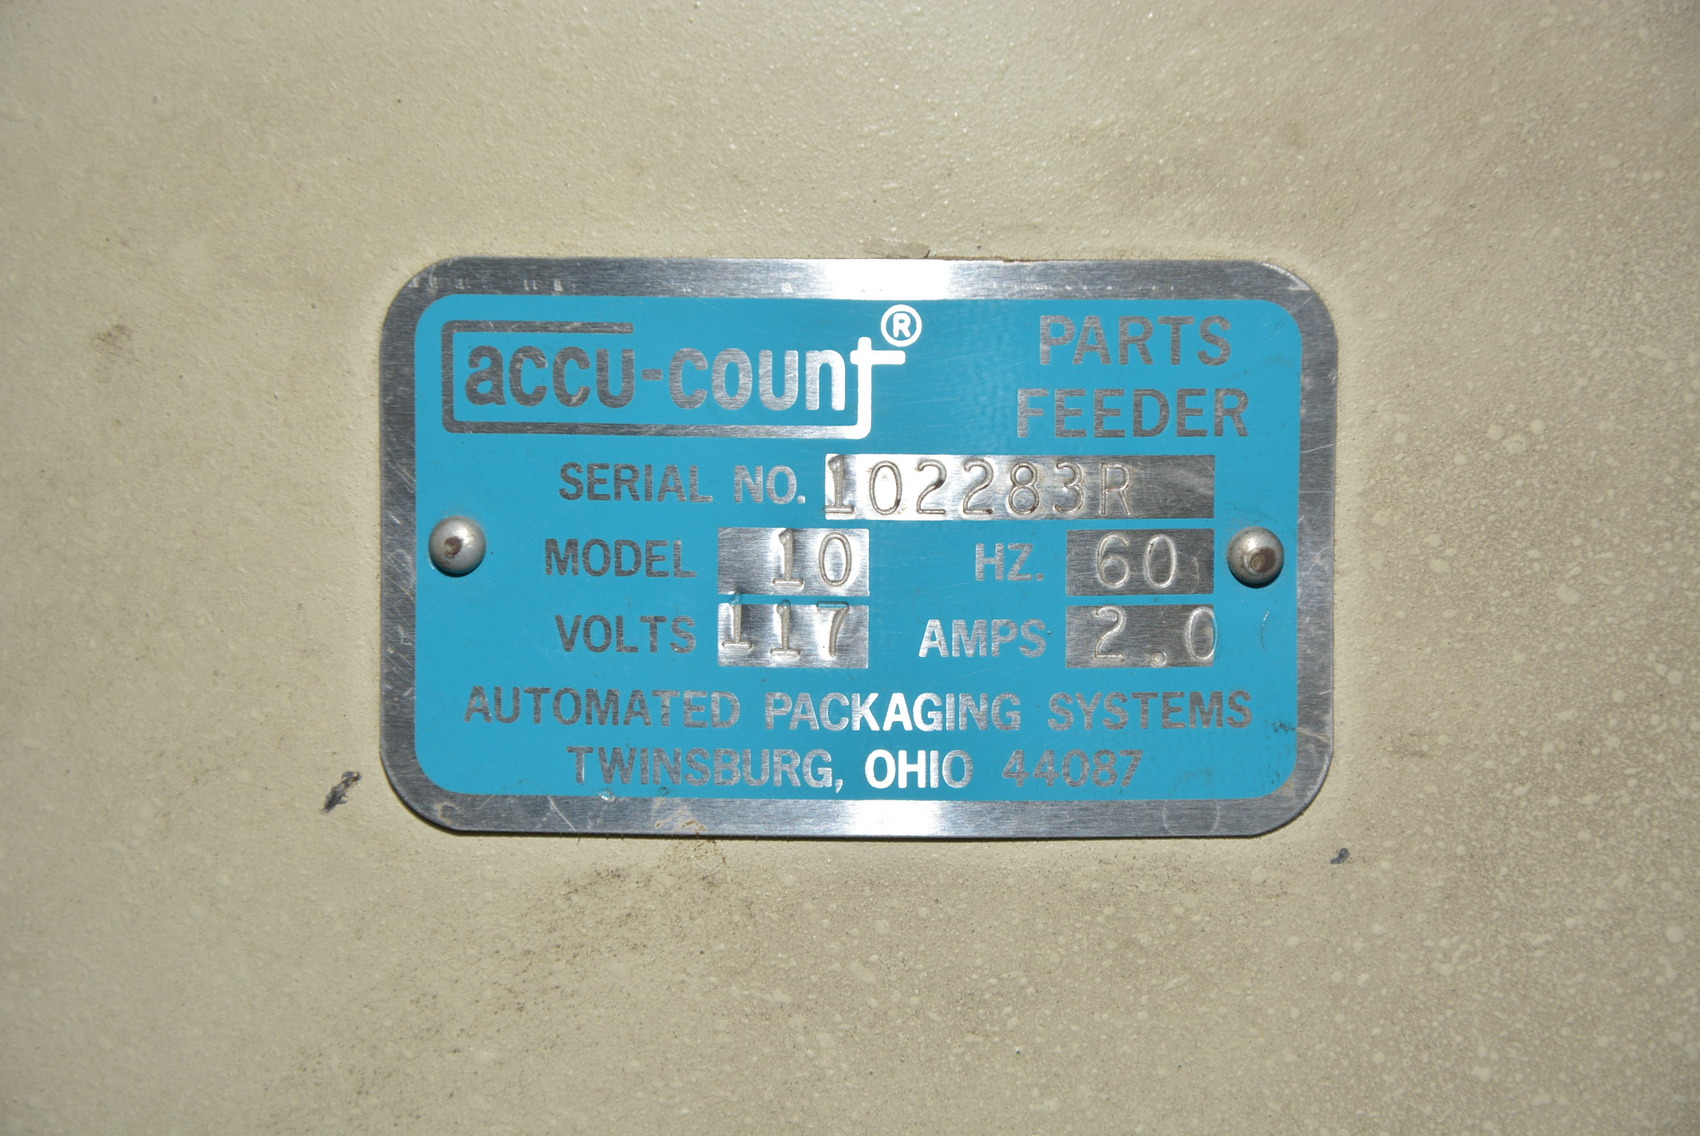 accu-count®
PARTS
FEEDER
SERIAL NO. 102283R
MODEL 10 HZ. 60
VOLTS 117 AMPS 2.0
AUTOMATED PACKAGING SYSTEMS
TWINSBURG, OHIO 44087